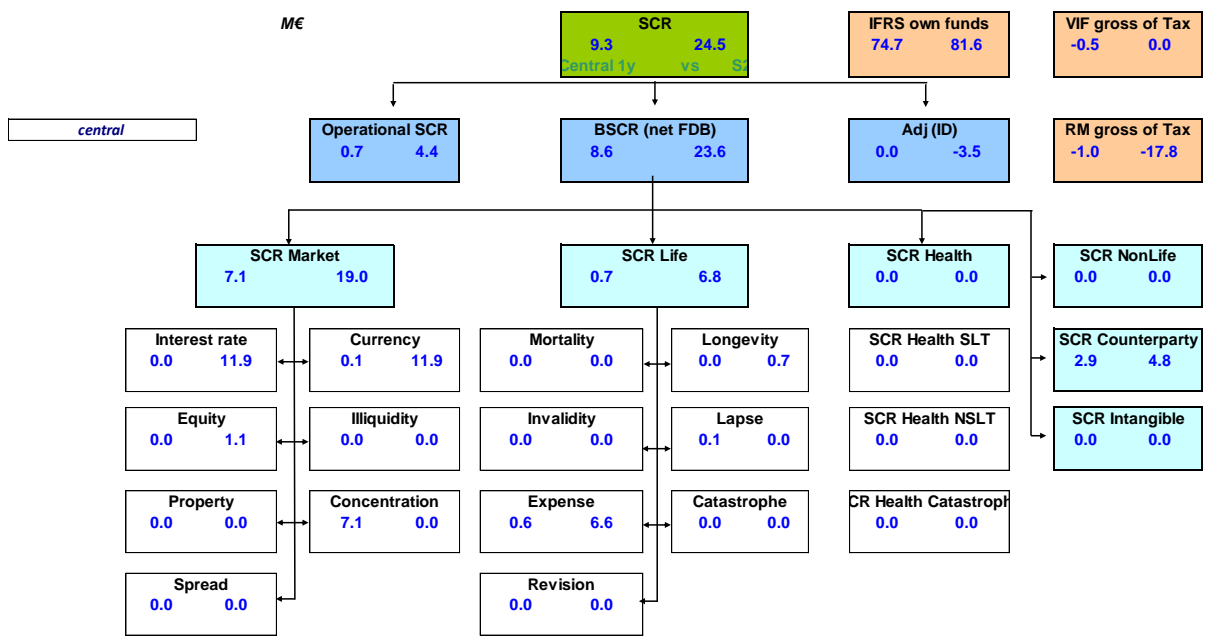 M€
SCR
9.3 24.5
Central 1y vs S2
IFRS own funds
74.7 81.6
VIF gross of Tax
-0.5 0.0
central
Operational SCR
0.7 4.4
BSCR (net FDB)
8.6 23.6
Adj (ID)
0.0 -3.5
RM gross of Tax
-1.0 -17.8
SCR Market
7.1 19.0
SCR Life
0.7 6.8
SCR Health
0.0 0.0
SCR NonLife
0.0 0.0
Interest rate
0.0 11.9
Currency
0.1 11.9
Mortality
0.0 0.0
Longevity
0.0 0.7
SCR Health SLT
0.0 0.0
SCR Counterparty
2.9 4.8
Equity
0.0 1.1
Illiquidity
0.0 0.0
Invalidity
0.0 0.0
Lapse
0.1 0.0
SCR Health NSLT
0.0 0.0
SCR Intangible
0.0 0.0
Property
0.0 0.0
Concentration
7.1 0.0
Expense
0.6 6.6
Catastrophe
0.0 0.0
CR Health Catastroph
0.0 0.0
Spread
0.0 0.0
Revision
0.0 0.0